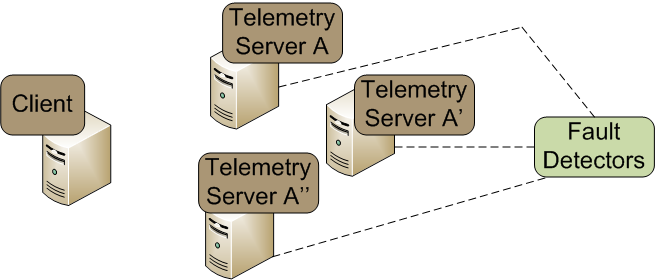 Telemetry
Server A
Client
Telemetry
Server A’
Fault
Detectors
Telemetry
Server A’’